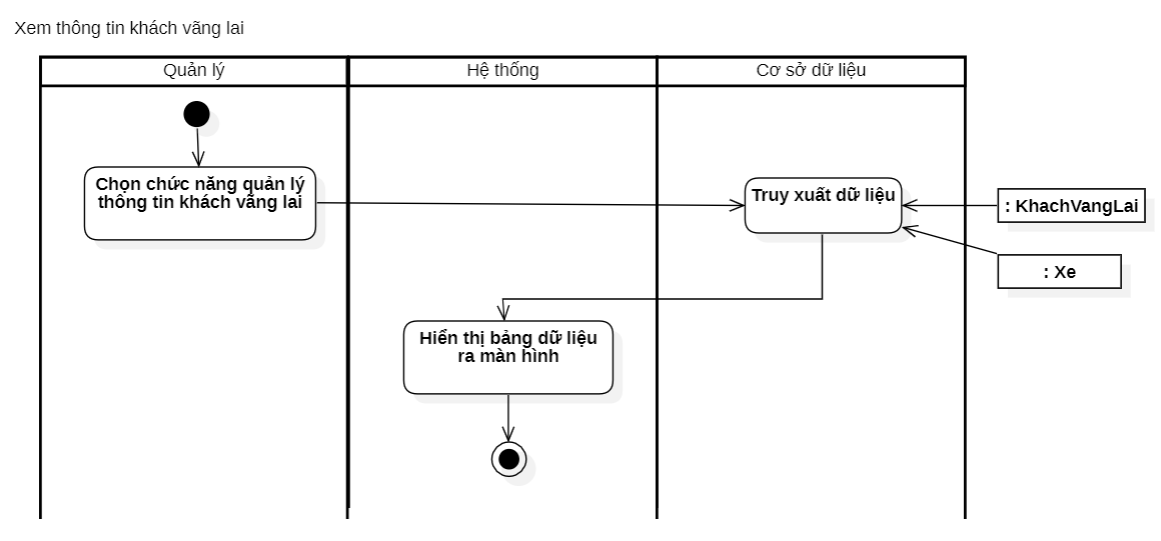 Xem thông tin khách vãng lai
Quản lý
Hệ thống
Cơ sở dữ liệu
Chọn chức năng quản lý
thông tin khách vãng lai
Truy xuất dữ liệu
: KhachVangLai
: Xe
Hiển thị bảng dữ liệu
ra màn hình